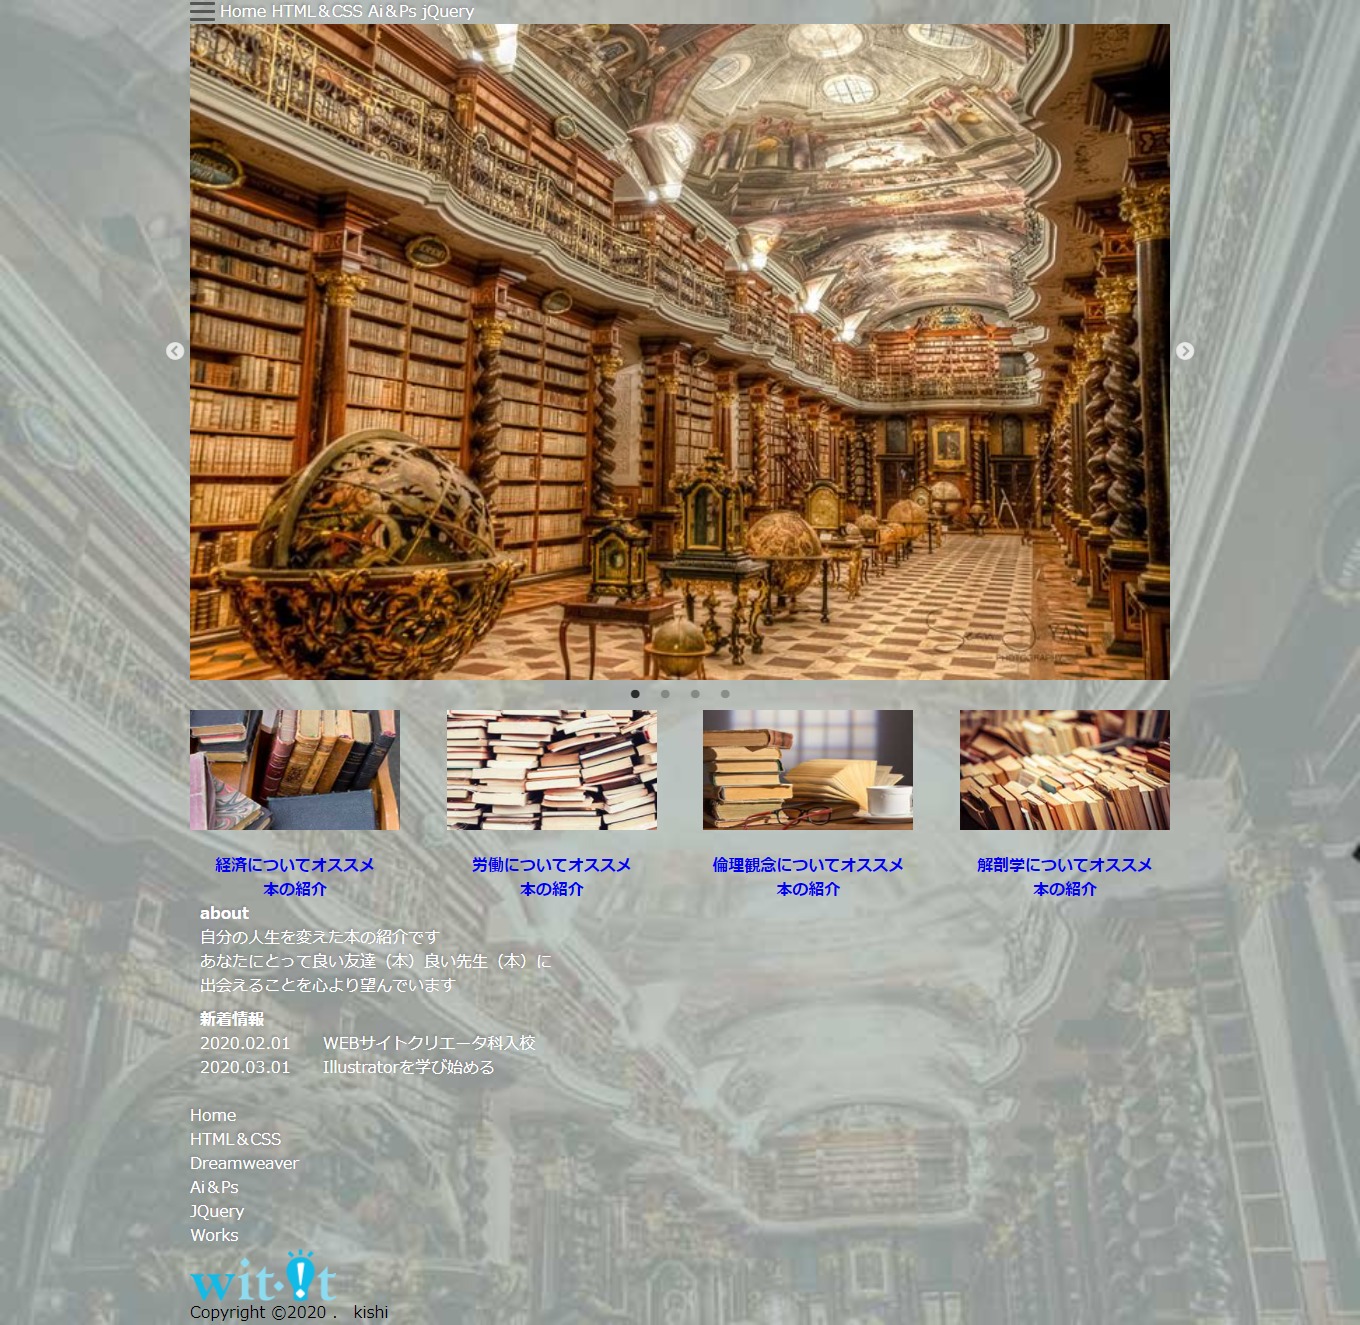 Home HTML＆CSS Ai＆Ps jQuery
PHOTOGRAPHY
経済についてオススメ
本の紹介
労働についてオススメ
本の紹介
倫理観念についてオススメ
本の紹介
解剖学についてオススメ
本の紹介
about
自分の人生を変えた本の紹介です
あなたにとって良い友達（本）良い先生（本）に
出会えることを心より望んでいます
新着情報
2020.02.01　　WEBサイトクリエータ科入校
2020.03.01　　Illustratorを学び始める
Home
HTML＆CSS
Dreamweaver
Ai＆Ps
JQuery
Works
wit.!t
Copyright ©2020 .　kishi